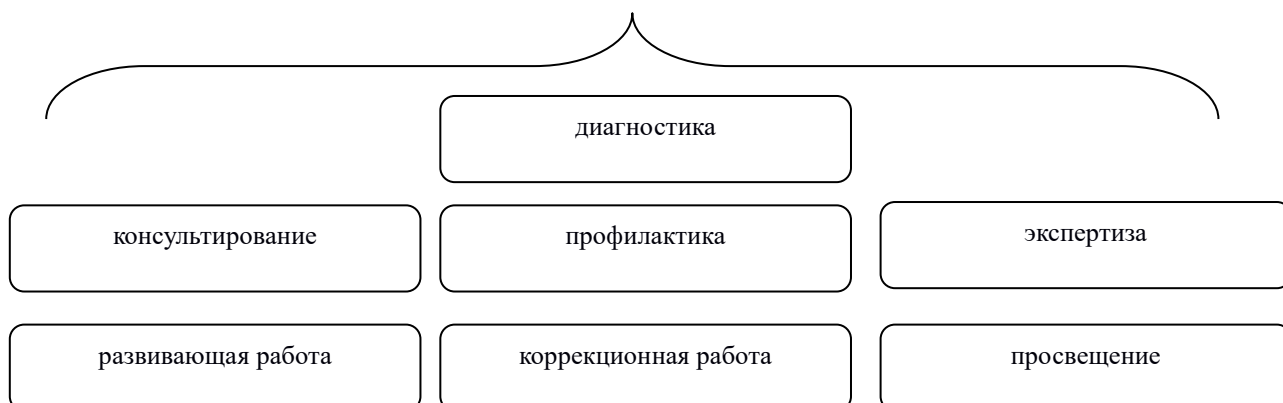 диагностика
консультирование
профилактика
экспертиза
развивающая работа
коррекционная работа
просвещение